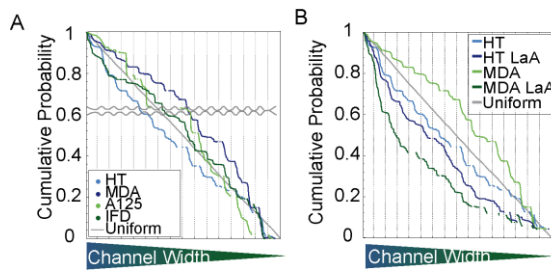 A
Cumulative Probability
1
0.8
0.6
0.4
0.2
0
HT
MDA
A125
IFD
Uniform
Channel Width
B
Cumulative Probability
1
0.8
0.6
0.4
0.2
0
HT
HT LaA
MDA
MDA LaA
Uniform
Channel Width